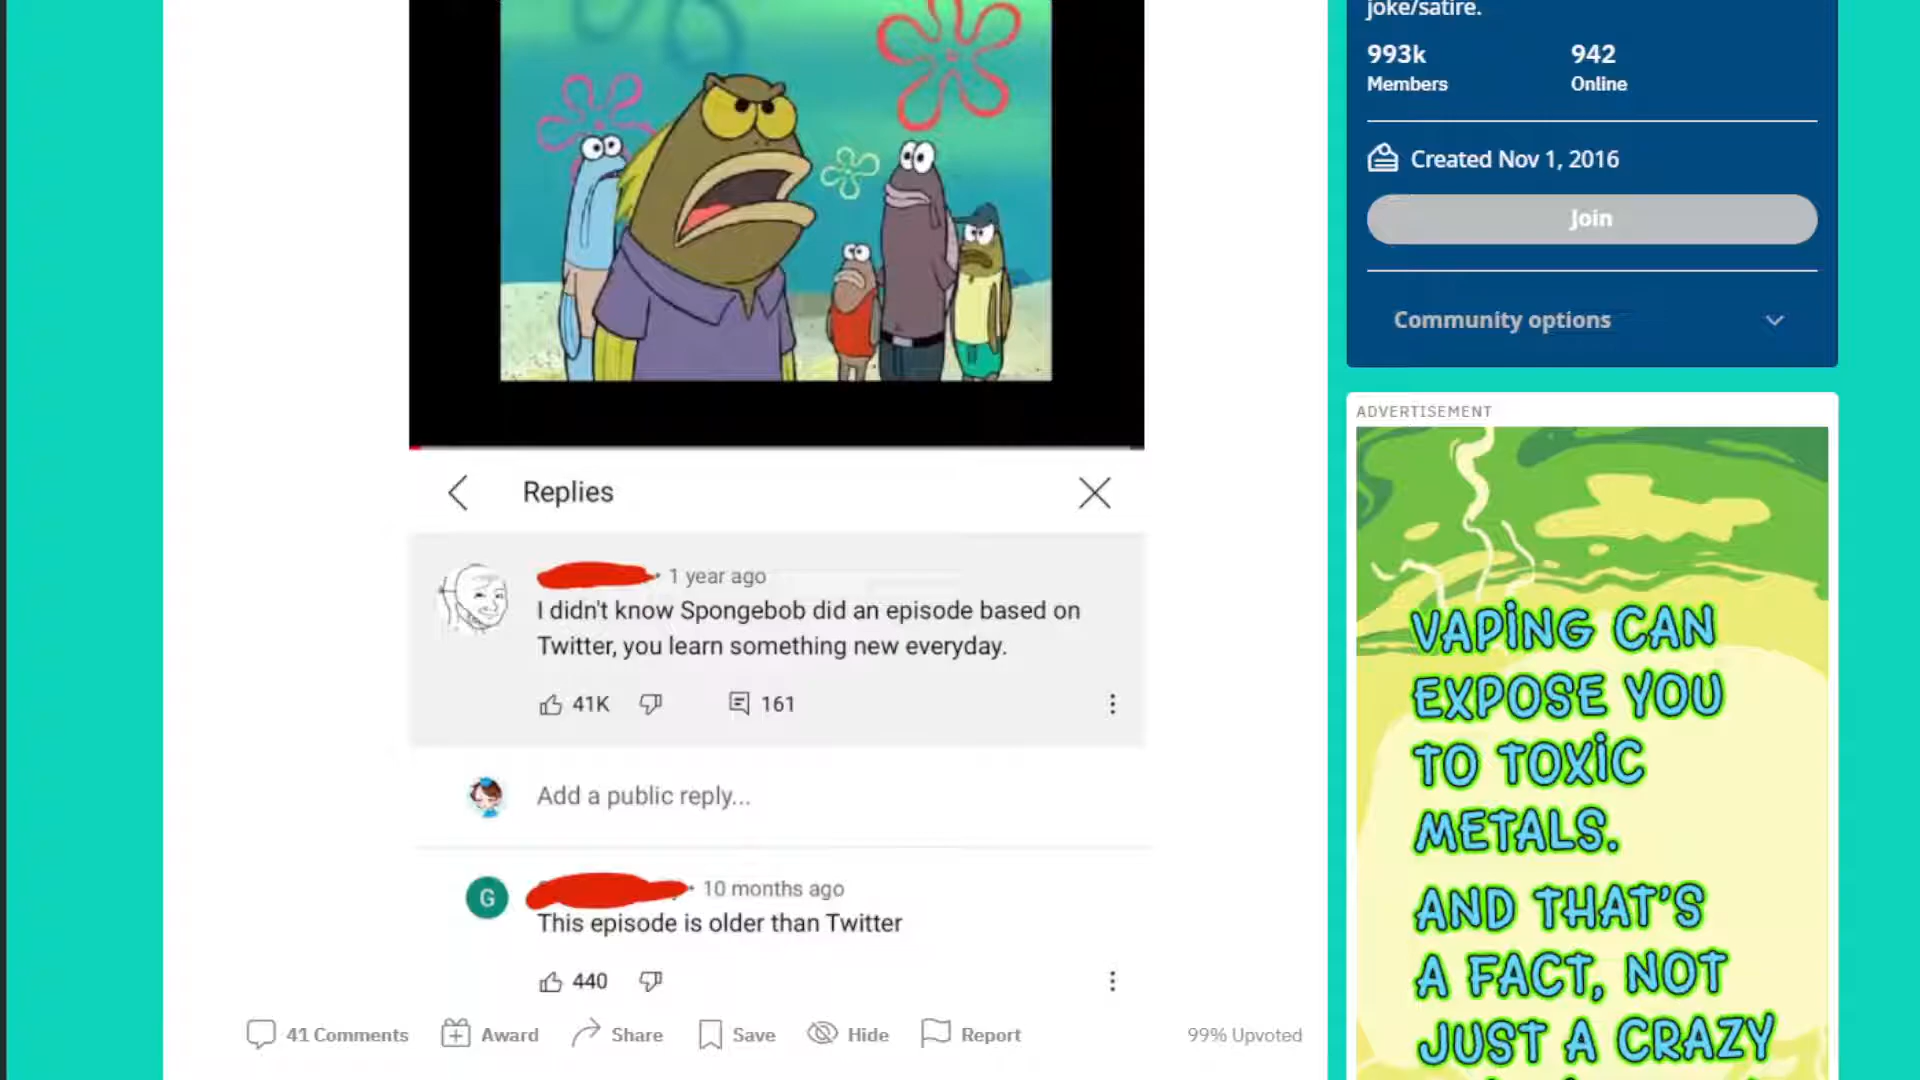 joke/satire.
993k
942
Members
Online
Created Nov 1, 2016
Join
Community options
ADVERTISEMENT
Replies
1 year ago
I didn't know Spongebob did an episode based on
Twitter, you learn something new everyday.
41K
161
Add a public reply...
G
10 months ago
This episode is older than Twitter
440
41 Comments
Award
Share
Save
Hide
Report
99% Upvoted
VAPING CAN
EXPOSE YOU
TO TOXIC
METALS.
AND THAT'S
A FACT, NOT
JUST A CRAZY